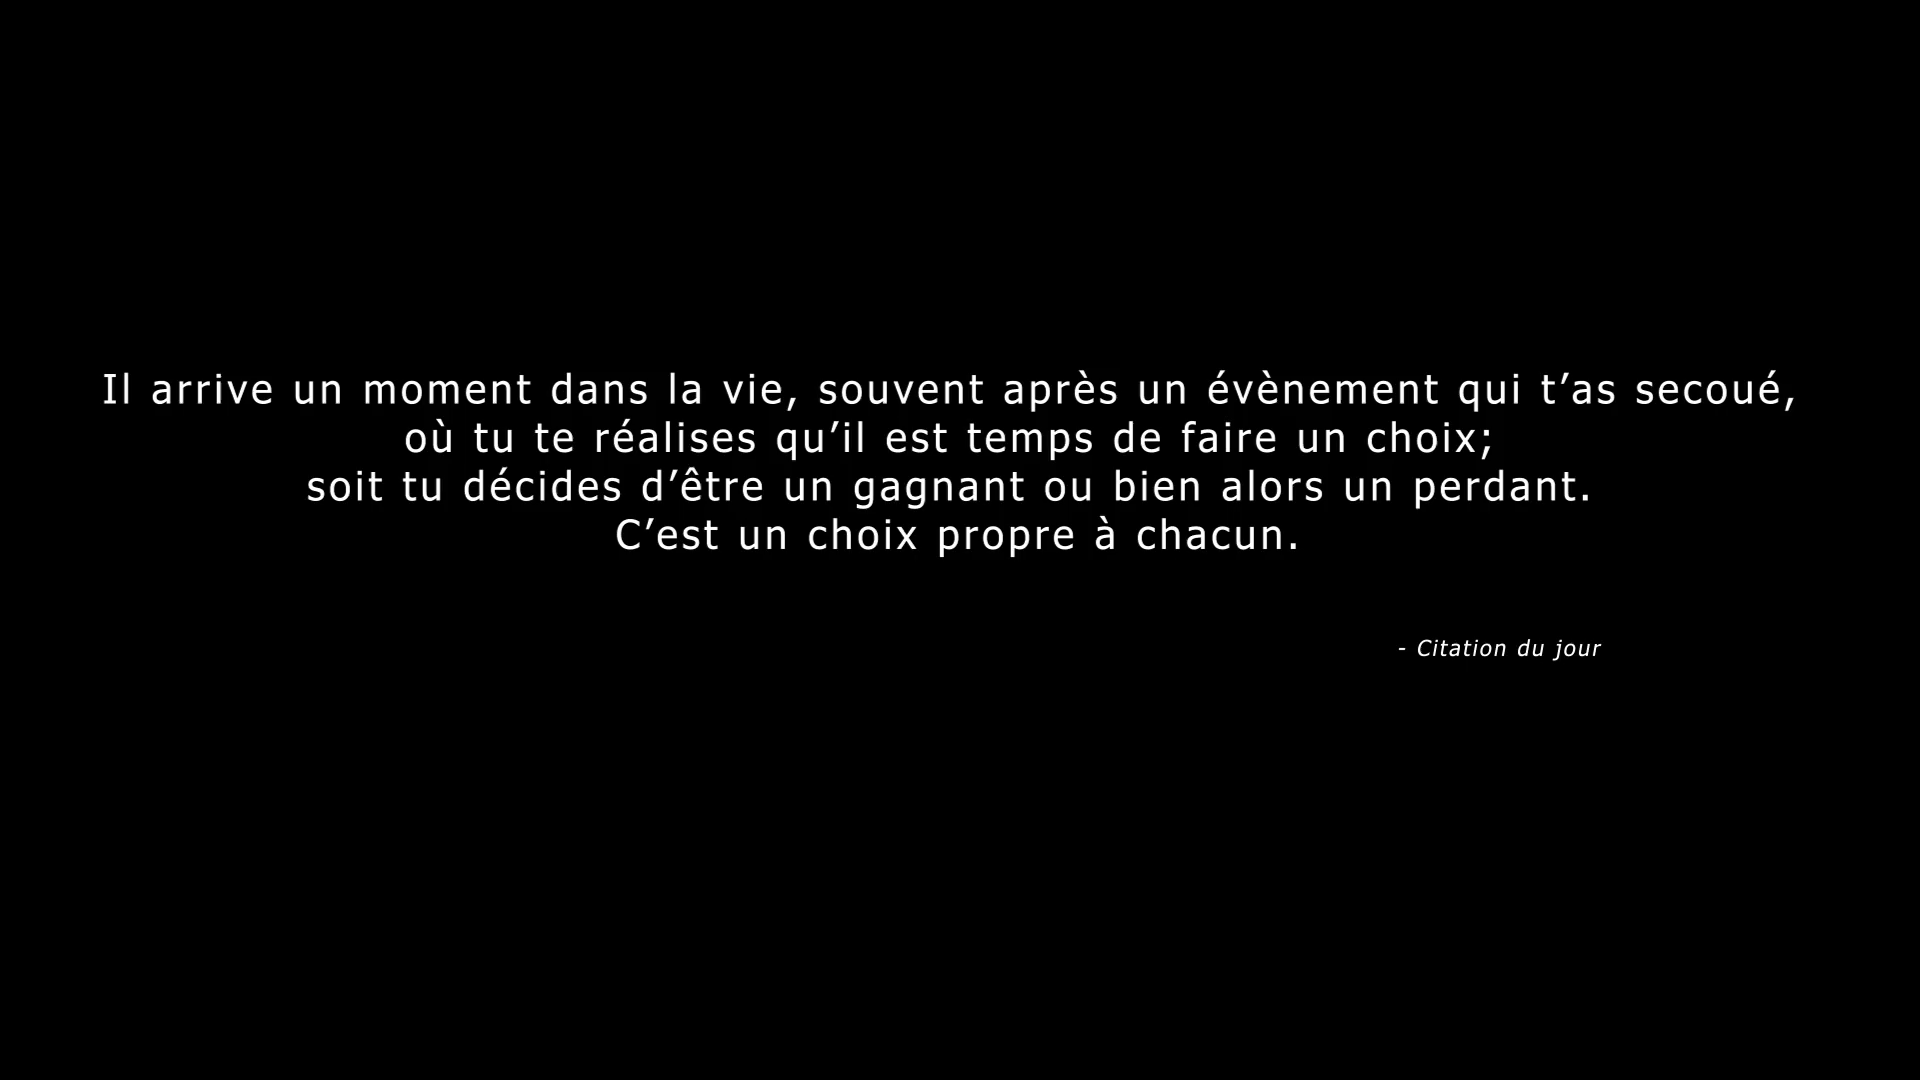 Il arrive un moment dans la vie, souvent après un évènement qui t’as secoué,
où tu te réalises qu’il est temps de faire un choix;
soit tu décides d’être un gagnant ou bien alors un perdant.
C’est un choix propre à chacun.
- Citation du jour